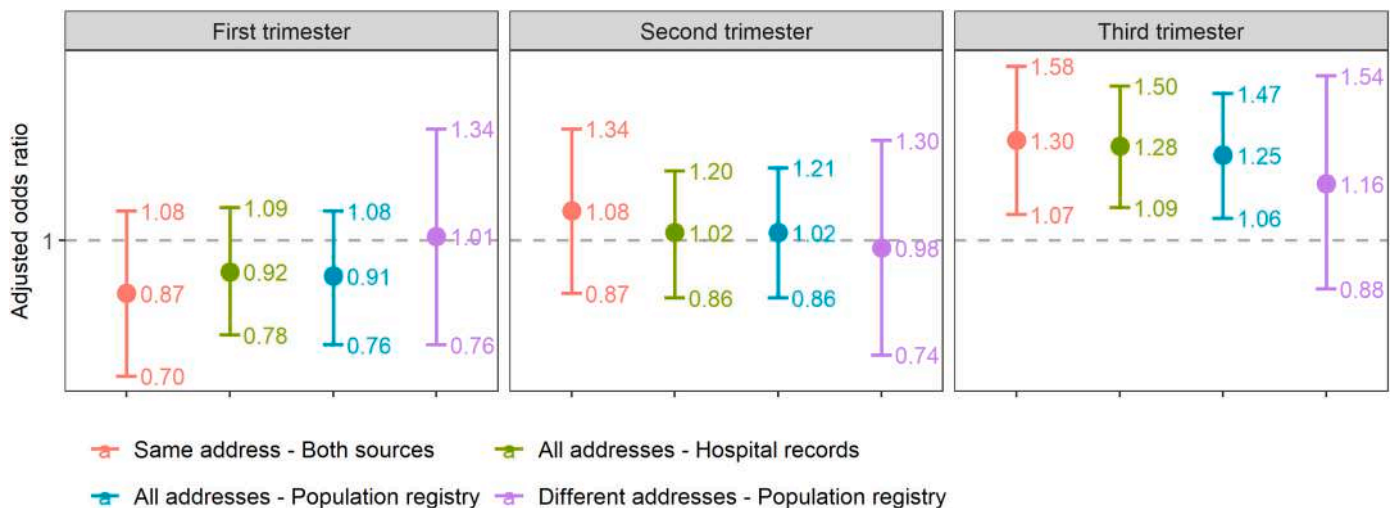 First trimester Second trimester Third trimester
1.58
1.54
1.50
1.47
1.34 1.34
1.30 1.30
1.28
1.25
1.20 1.21
1.16
1.08 1.09 1.08 1.08 1.07 1.09 1.06
1 1.01 1.02 1.02 0.98
0.92 0.91
0.87 0.87 0.86 0.86 0.88
0.78 0.76 0.76 0.74
0.70
Adjusted odds ratio
a Same address - Both sources a All addresses - Hospital records
a All addresses - Population registry a Different addresses - Population registry